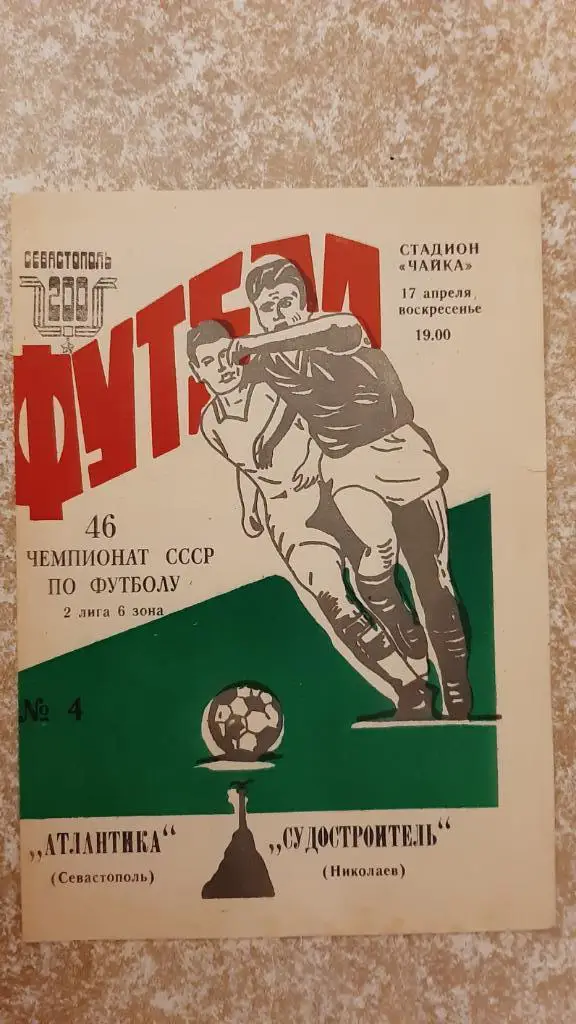 СЕВАСТОПОЛЬ
200
ФУТБОЛ
СТАДИОН
«ЧАЙКА»
17 апреля,
воскресенье
19.00
46
ЧЕМПИОНАТ СССР
ПО ФУТБОЛУ
2 лига 6 зона
№ 4
„АТЛАНТИКА"
(Севастополь)
„СУДОСТРОИТЕЛЬ"
(Николаев)